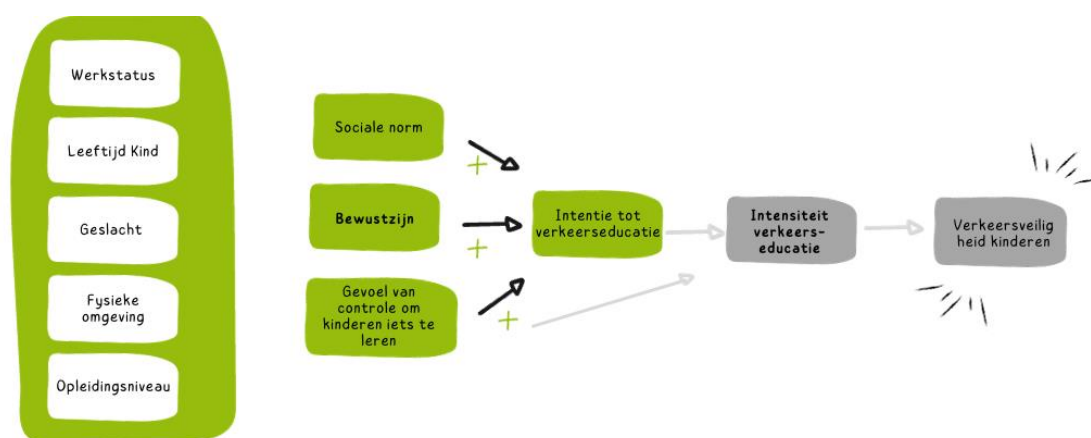 Werkstatus
Leeftijd Kind
Geslacht
Fysieke
omgeving
Opleidingsniveau
Sociale norm
+
Bewustzijn
+
Gevoel van
controle om
kinderen iets te
leren
+
Intentie tot
verkeerseducatie
Intensiteit
verkeers-
educatie
Verkeersveilig
heid kinderen